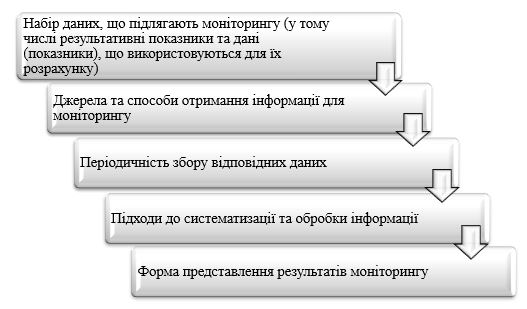 Набір даних, що підлягають моніторингу (у тому
числі результативні показники та дані
(показники), що використовуються для їх
розрахунку)
Джерела та способи отримання інформації для
моніторингу
Періодичність збору відповідних даних
Підходи до систематизації та обробки інформації
Форма представлення результатів моніторингу